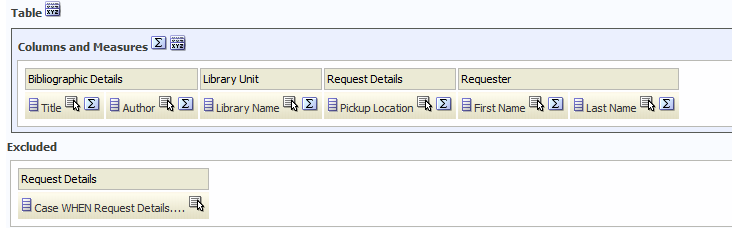 Table
Columns and Measures
Bibliographic Details Library Unit Request Details Requester
Title Author Library Name Pickup Location First Name Last Name
Excluded
Request Details
Case WHEN Request Details....